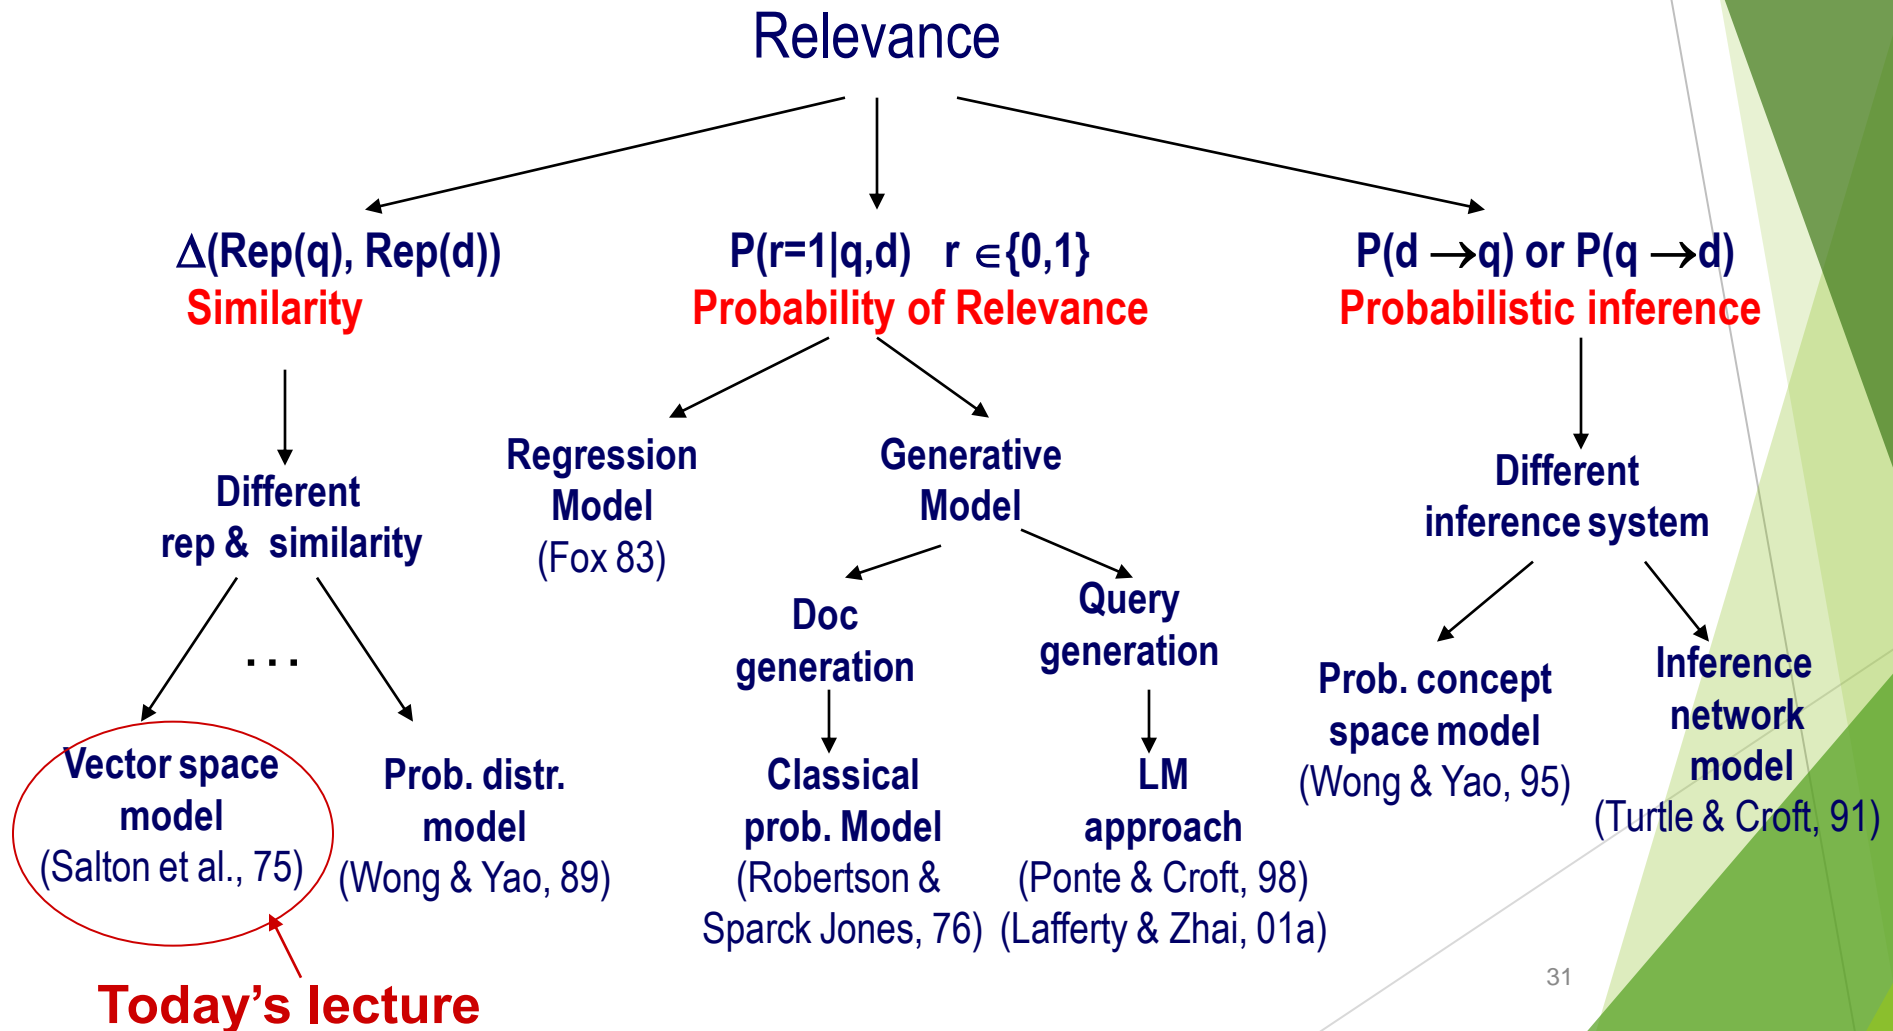 Relevance
∆(Rep(q), Rep(d))
Similarity
P(r=1|q,d) r ∈{0,1}
Probability of Relevance
P(d →q) or P(q →d)
Probabilistic inference
Different
rep & similarity
Regression
Model
(Fox 83)
Generative
Model
Different
inference system
Doc
generation
Query
generation
. . .
Vector space
model
(Salton et al., 75)
Prob. distr.
model
(Wong & Yao, 89)
Classical
prob. Model
(Robertson &
Sparck Jones, 76)
LM
approach
(Ponte & Croft, 98)
(Lafferty & Zhai, 01a)
Prob. concept
space model
(Wong & Yao, 95)
Inference
network
model
(Turtle & Croft, 91)
Today's lecture
31